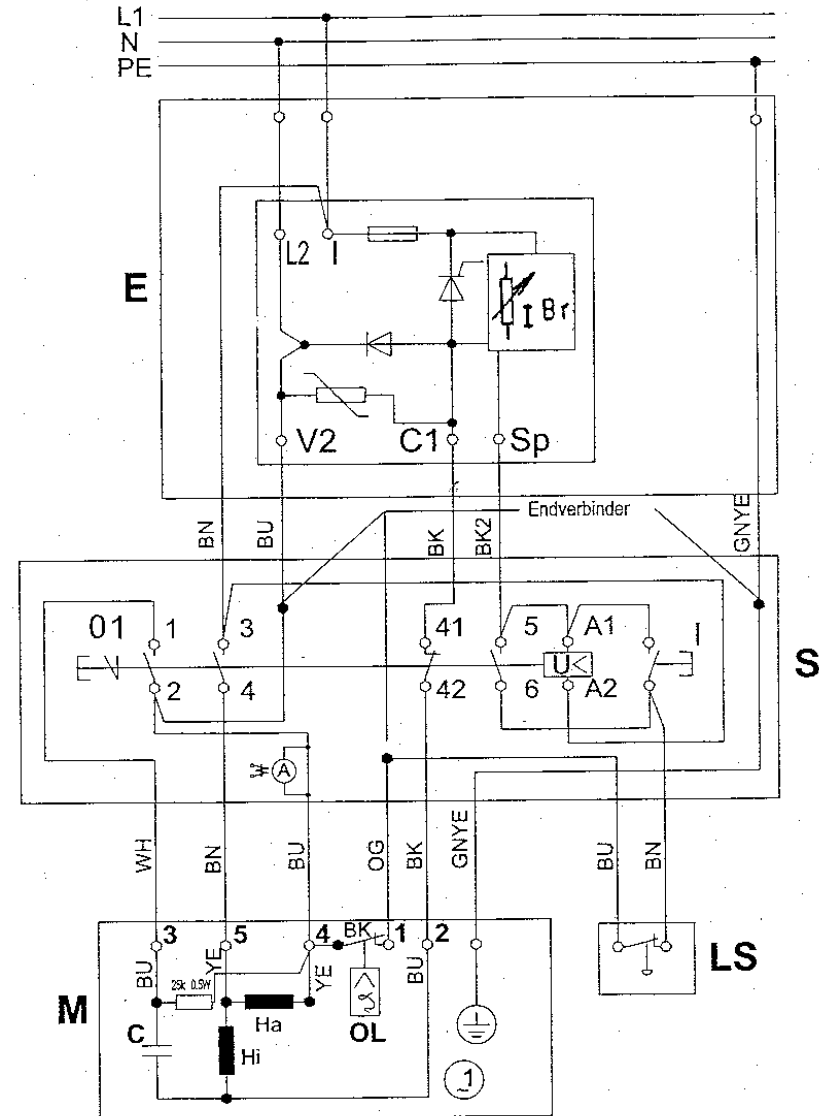 L1
N
PE
L2 I
E
I Br
V2 C1 Sp
BN BU BK BK2 Endverbinder GNYE
01 1 3 41 5 A1 I
U< S
2 4 42 6 A2
A
WH BN BU OG BK GNYE BU BN
3 5 4 BK 1 2
BU YE 25k 0.5W YE BU
ϑ> LS
M Ha OL
C Hi
1